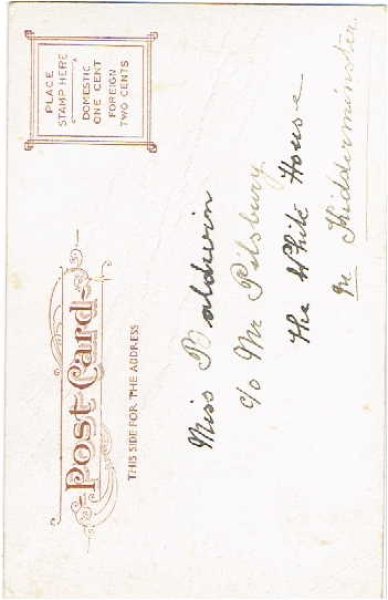 POST CARD
THIS SIDE FOR THE ADDRESS
PLACE
STAMP HERE
DOMESTIC
ONE CENT
FOREIGN
TWO CENTS
Miss Baldwin
c/o Mr Pilsbury
The White House
Nr Kidderminster.